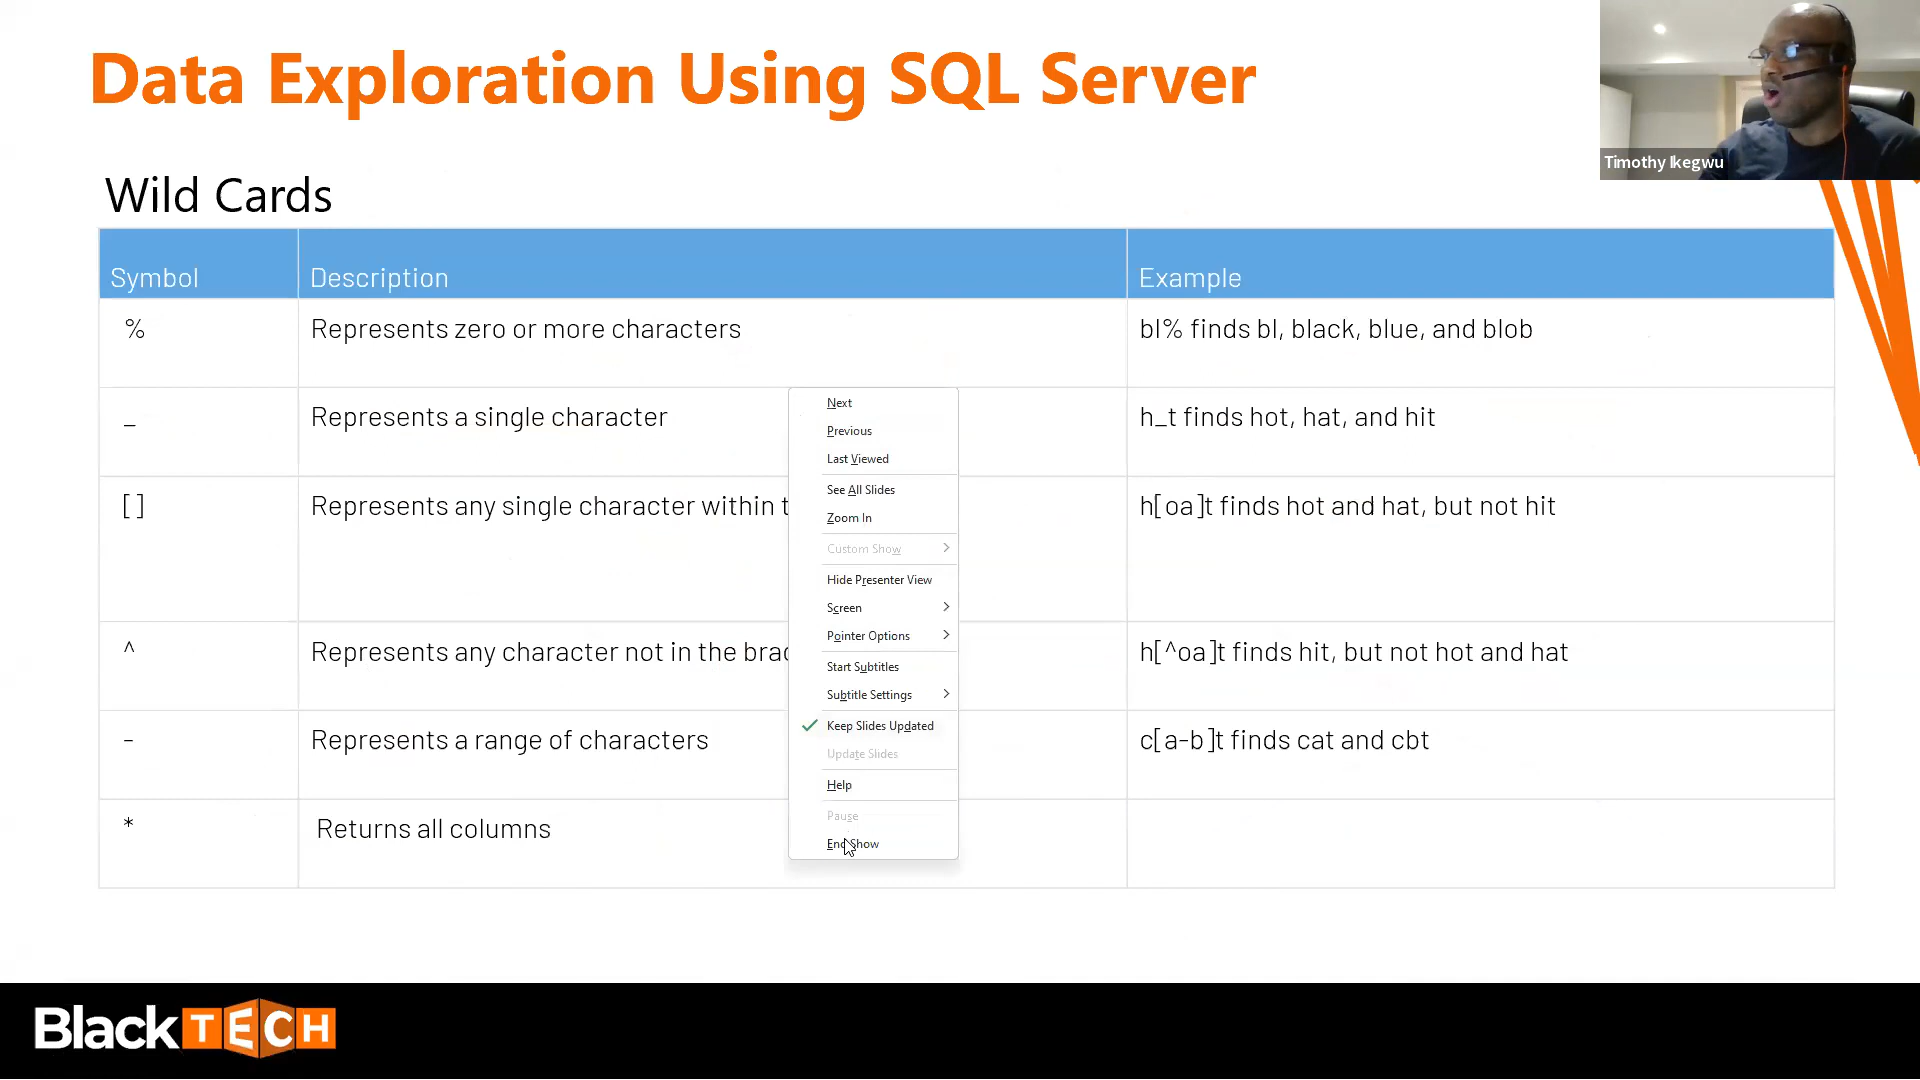 Data Exploration Using SQL Server
Timothy Ikegwu
Wild Cards
Symbol Description Example
% Represents zero or more characters bl% finds bl, black, blue, and blob
_ Represents a single character h_t finds hot, hat, and hit
[ ] Represents any single character within h[oa]t finds hot and hat, but not hit
^ Represents any character not in the h[^oa]t finds hit, but not hot and hat
- Represents a range of characters c[a-b]t finds cat and cbt
* Returns all columns
Next
Previous
Last Viewed
See All Slides
Zoom In
Custom Show
Hide Presenter View
Screen
Pointer Options
Start Subtitles
Subtitle Settings
Keep Slides Updated
Update Slides
Help
Pause
End Show
BlackTECH